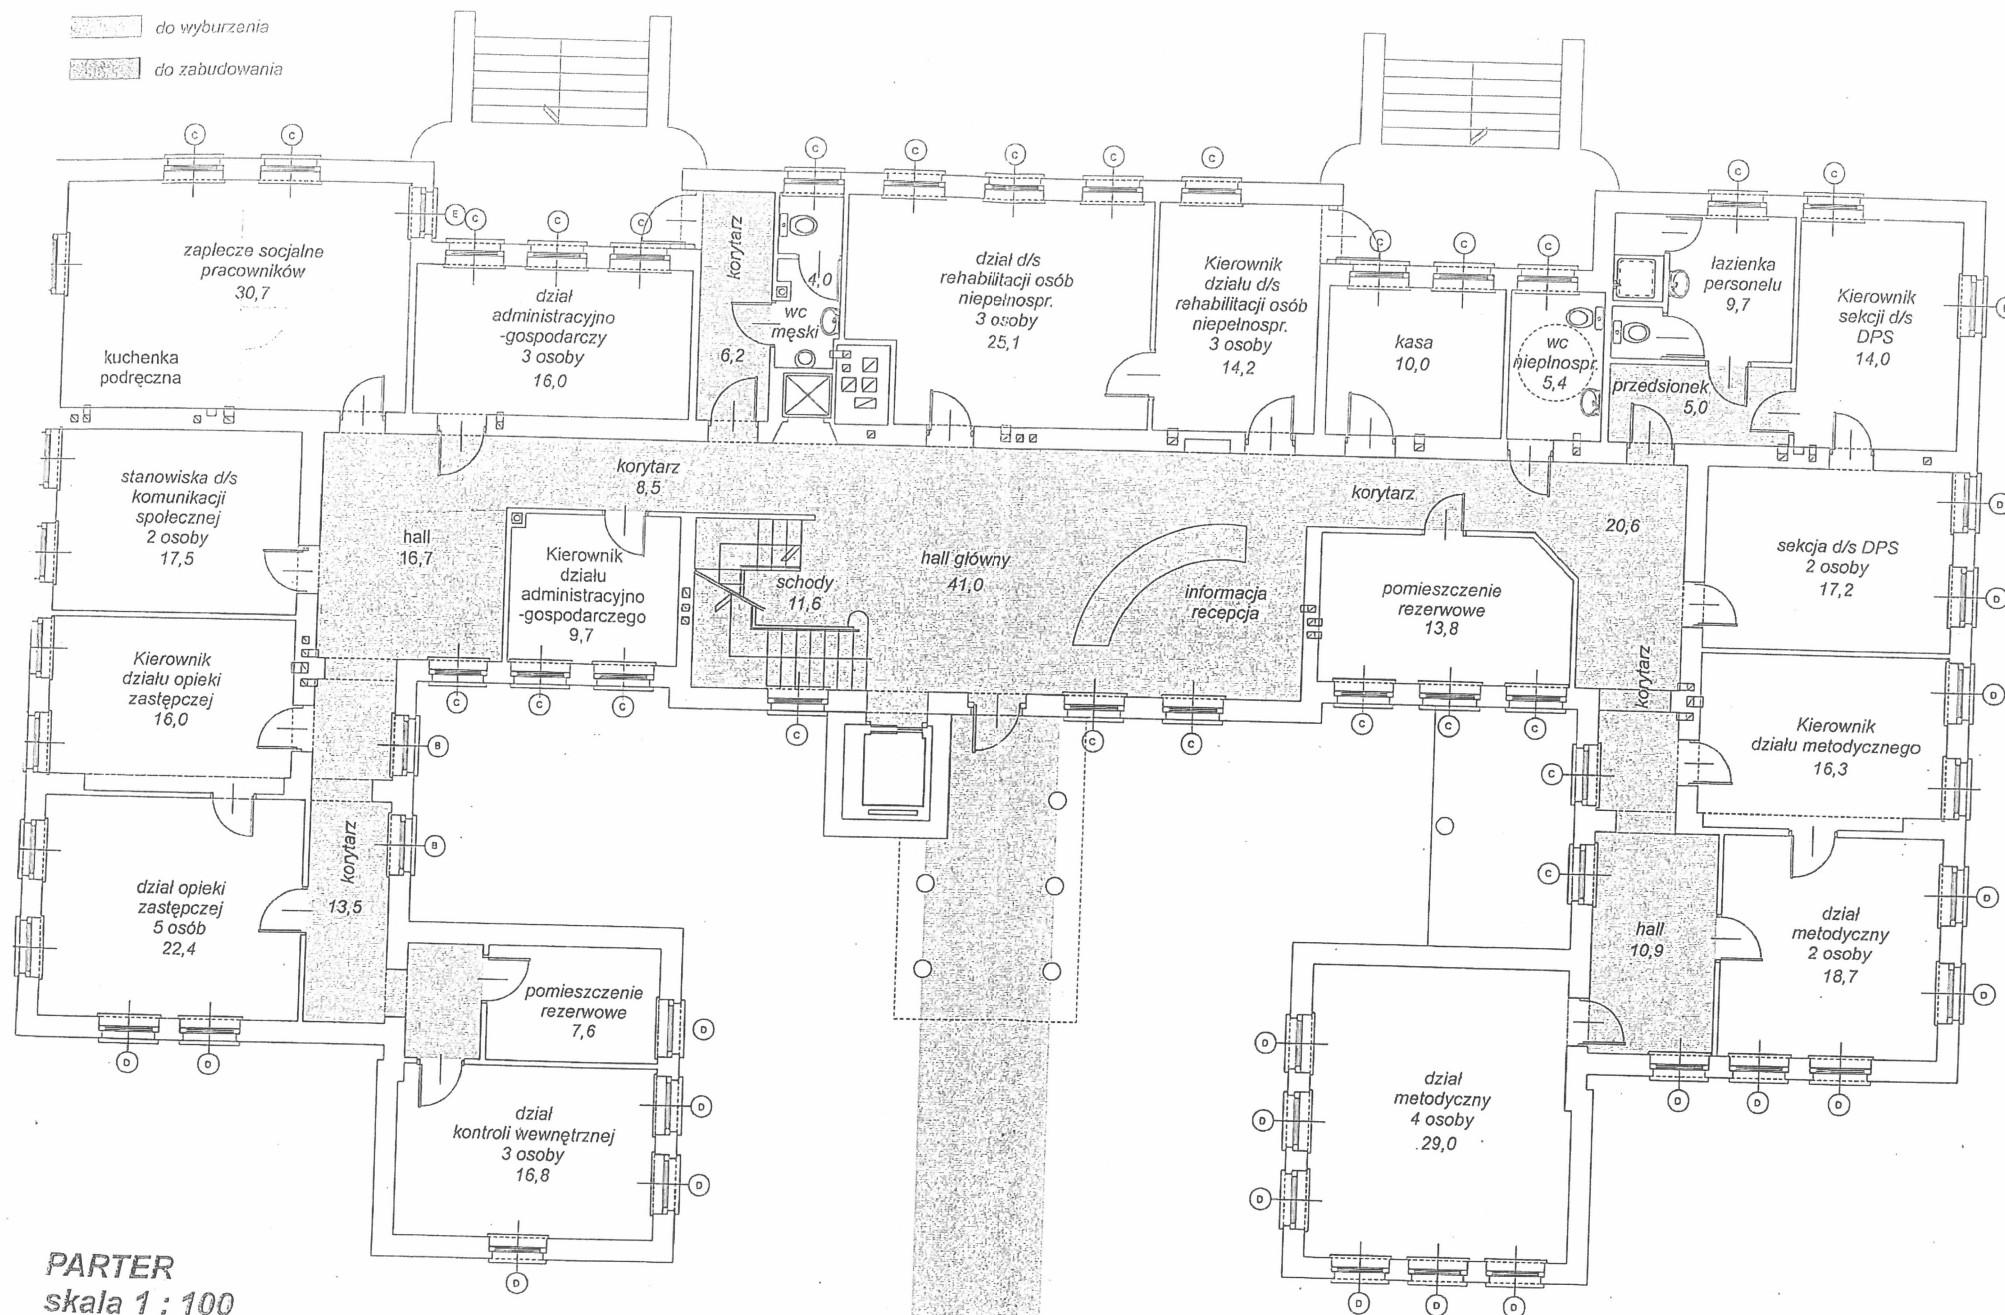 do wyburzenia
do zabudowania
C
C
C
C
C
C
C
C
C
E
C
C
C
C
C
C
zaplecze socjalne
pracowników
30,7
kuchenka
podręczna
dział
administracyjno
-gospodarczy
3 osoby
16,0
korytarz
6,2
4,0
wc
męski
dział d/s
rehabilitacji osób
niepełnospr.
3 osoby
25,1
Kierownik
działu d/s
rehabilitacji osób
niepełnospr.
3 osoby
14,2
kasa
10,0
wc
niepłnospr.
5,4
łazienka
personelu
9,7
przedsionek
5,0
Kierownik
sekcji d/s
DPS
14,0
stanowiska d/s
komunikacji
społecznej
2 osoby
17,5
hall
16,7
korytarz
8,5
Kierownik
działu
administracyjno
-gospodarczego
9,7
schody
11,6
hall główny
41,0
informacja
recepcja
korytarz
20,6
pomieszczenie
rezerwowe
13,8
korytarz
sekcja d/s DPS
2 osoby
17,2
D
D
Kierownik
działu opieki
zastępczej
16,0
C
C
C
C
C
C
C
C
C
B
B
C
C
Kierownik
działu metodycznego
16,3
D
dział opieki
zastępczej
5 osób
22,4
korytarz
13,5
hall
10,9
dział
metodyczny
2 osoby
18,7
D
D
pomieszczenie
rezerwowe
7,6
D
D
D
dział
kontroli wewnętrznej
3 osoby
16,8
D
D
D
dział
metodyczny
4 osoby
29,0
D
D
D
D
D
D
D
D
D
PARTER
skala 1 : 100